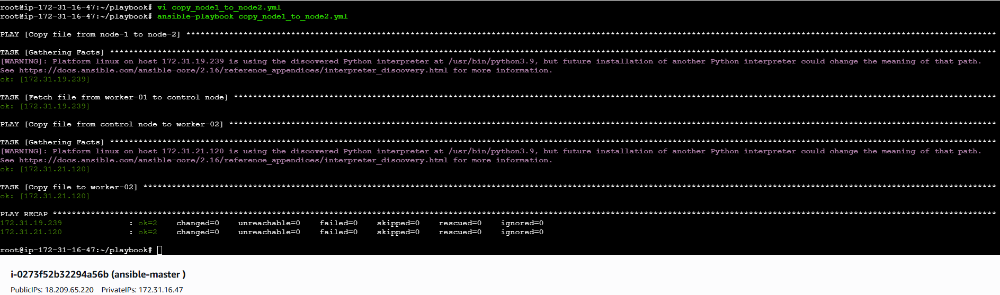 root@ip-172-31-16-47:~/playbook# vi copy_node1_to_node2.yml
root@ip-172-31-16-47:~/playbook# ansible-playbook copy_node1_to_node2.yml
PLAY [Copy file from node-1 to node-2] **************************************************************************************************************************************************************************
TASK [Gathering Facts] ******************************************************************************************************************************************************************************************
[WARNING]: Platform linux on host 172.31.19.239 is using the discovered Python interpreter at /usr/bin/python3.9, but future installation of another Python interpreter could change the meaning of that path.
See https://docs.ansible.com/ansible-core/2.16/reference_appendices/interpreter_discovery.html for more information.
ok: [172.31.19.239]
TASK [Fetch file from worker-01 to control node] ****************************************************************************************************************************************************************
ok: [172.31.19.239]
PLAY [Copy file from control node to worker-02] *****************************************************************************************************************************************************************
TASK [Gathering Facts] ******************************************************************************************************************************************************************************************
[WARNING]: Platform linux on host 172.31.21.120 is using the discovered Python interpreter at /usr/bin/python3.9, but future installation of another Python interpreter could change the meaning of that path.
See https://docs.ansible.com/ansible-core/2.16/reference_appendices/interpreter_discovery.html for more information.
ok: [172.31.21.120]
TASK [Copy file to worker-02] ***********************************************************************************************************************************************************************************
ok: [172.31.21.120]
PLAY RECAP ******************************************************************************************************************************************************************************************************
172.31.19.239              : ok=2    changed=0    unreachable=0    failed=0    skipped=0    rescued=0    ignored=0
172.31.21.120              : ok=2    changed=0    unreachable=0    failed=0    skipped=0    rescued=0    ignored=0
root@ip-172-31-16-47:~/playbook#
i-0273f52b32294a56b (ansible-master )
PublicIPs: 18.209.65.220    PrivateIPs: 172.31.16.47